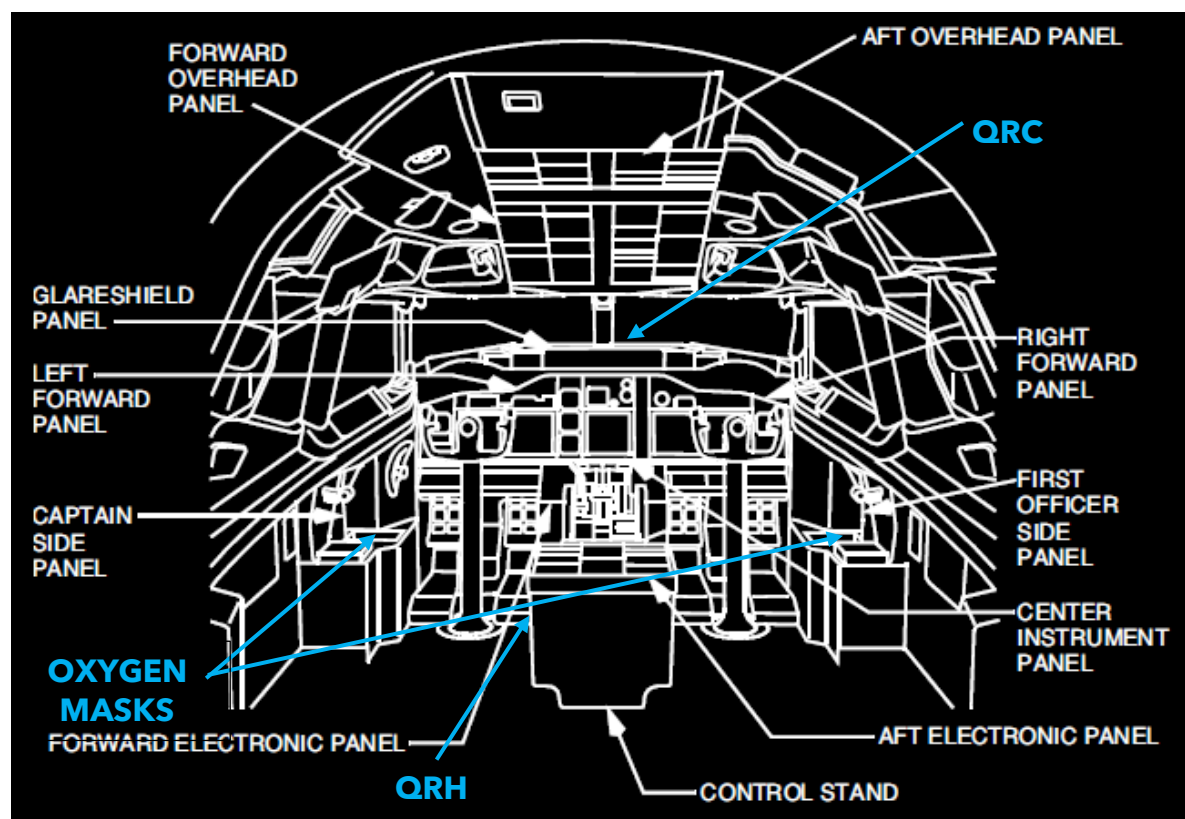 FORWARD
OVERHEAD
PANEL
AFT OVERHEAD PANEL
QRC
GLARESHIELD
PANEL
LEFT
FORWARD
PANEL
RIGHT
FORWARD
PANEL
CAPTAIN
SIDE
PANEL
FIRST
OFFICER
SIDE
PANEL
CENTER
INSTRUMENT
PANEL
OXYGEN
MASKS
FORWARD ELECTRONIC PANEL
AFT ELECTRONIC PANEL
QRH
CONTROL STAND